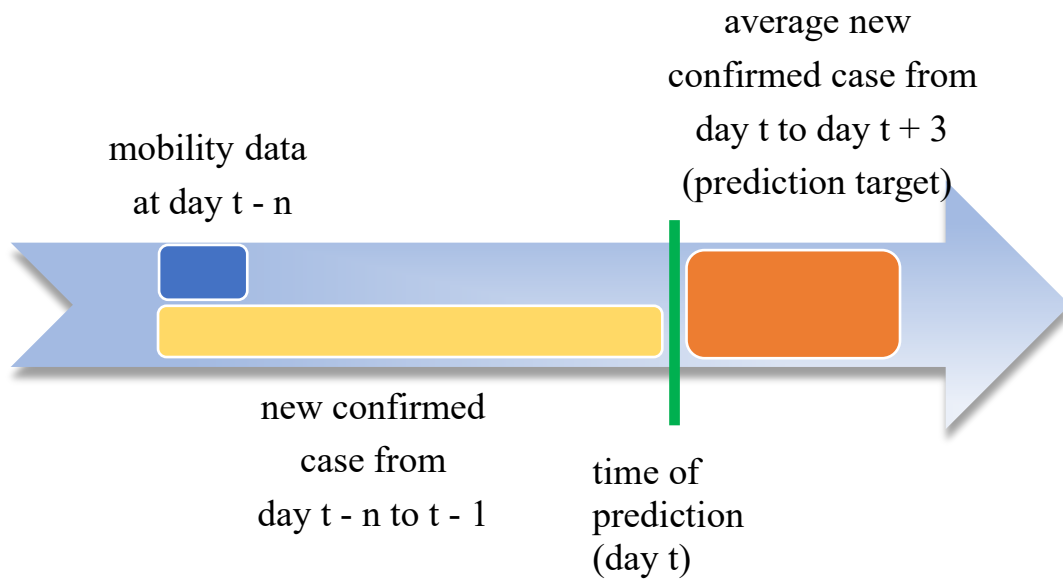 average new
confirmed case from
day t to day t + 3
(prediction target)
mobility data
at day t - n
new confirmed
case from
day t - n to t - 1
time of
prediction
(day t)